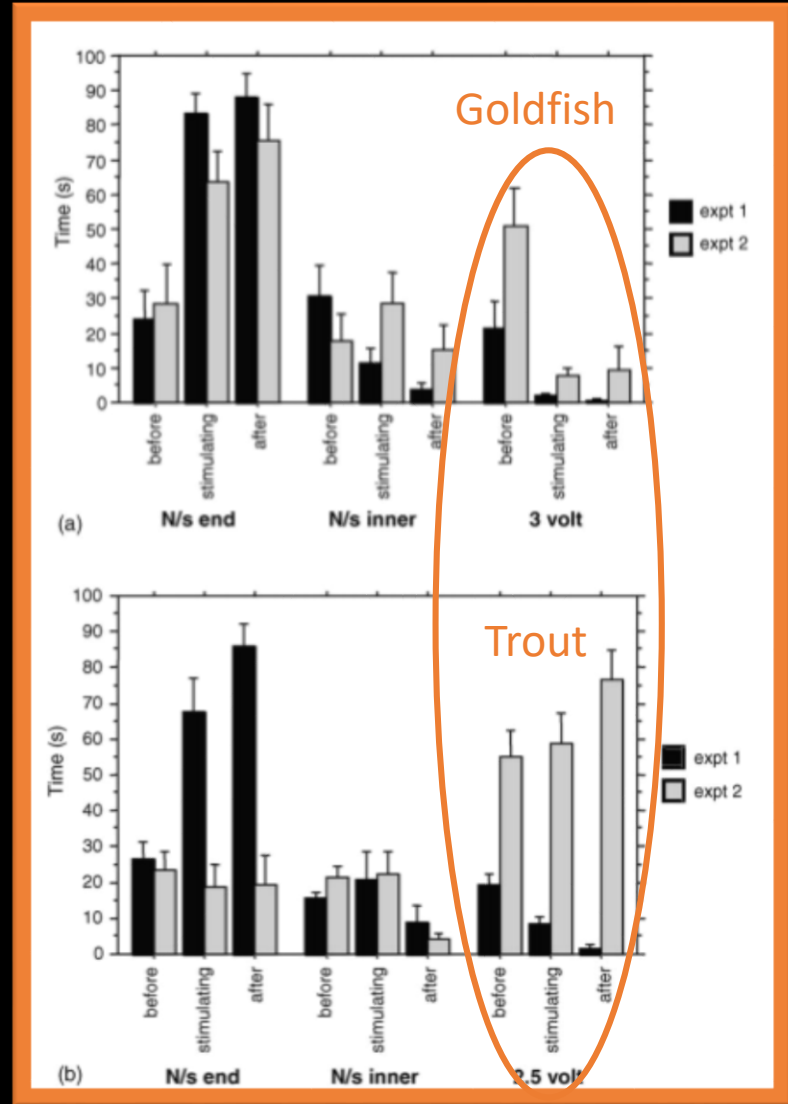 Goldfish
100
90
80
70
60
50
40
30
20
10
0
Time (s)
expt 1
expt 2
before
stimulating
after
before
stimulating
after
before
stimulating
after
(a)
N/s end
N/s inner
3 volt
Trout
100
90
80
70
60
50
40
30
20
10
0
Time (s)
expt 1
expt 2
before
stimulating
after
before
stimulating
after
before
stimulating
after
(b)
N/s end
N/s inner
2.5 volt